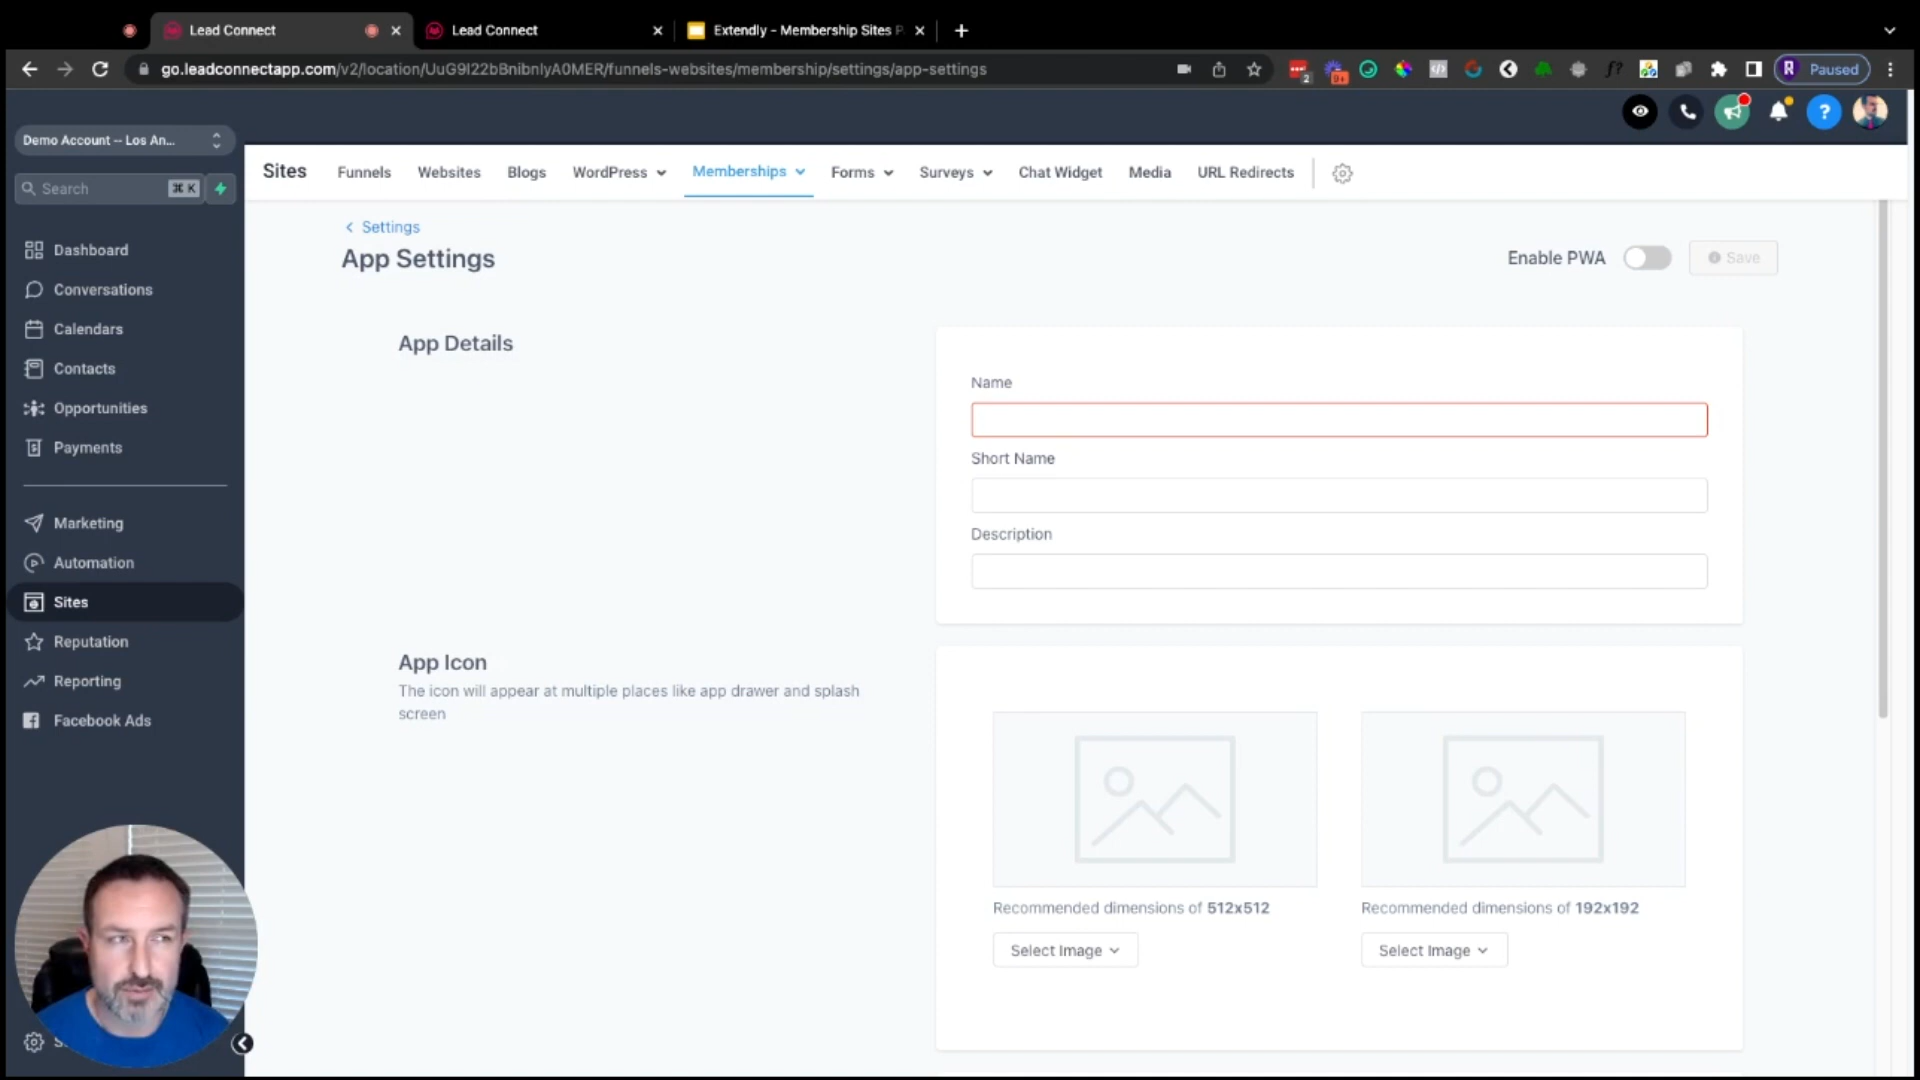 Lead Connect
Lead Connect
Extendly - Membership Sites P
go.leadconnectapp.com/v2/location/UuG9I22bBnibnIyA0MER/funnels-websites/membership/settings/app-settings
2
9+
f?
R Paused
Demo Account -- Los An...
Search ⌘ K
Sites Funnels Websites Blogs WordPress Memberships Forms Surveys Chat Widget Media URL Redirects
Dashboard
Conversations
Calendars
Contacts
Opportunities
Payments
Marketing
Automation
Sites
Reputation
Reporting
Facebook Ads
S
Settings
App Settings
Enable PWA
Save
App Details
Name
Short Name
Description
App Icon
The icon will appear at multiple places like app drawer and splash
screen
Recommended dimensions of 512x512
Select Image
Recommended dimensions of 192x192
Select Image